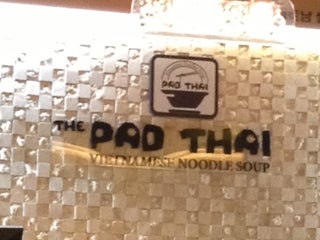 PAD THAI
THE PAD THAI
VIETNAMESE NOODLE SOUP